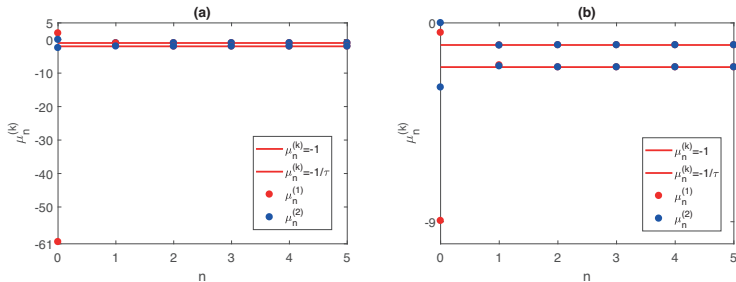 (a)
5
0
-10
-20
-30
-40
-50
-61
0 1 2 3 4 5
n
μₙ⁽ᵏ⁾
μₙ⁽ᵏ⁾=-1
μₙ⁽ᵏ⁾=-1/τ
μₙ⁽¹⁾
μₙ⁽²⁾
(b)
0
-9
0 1 2 3 4 5
n
μₙ⁽ᵏ⁾
μₙ⁽ᵏ⁾=-1
μₙ⁽ᵏ⁾=-1/τ
μₙ⁽¹⁾
μₙ⁽²⁾